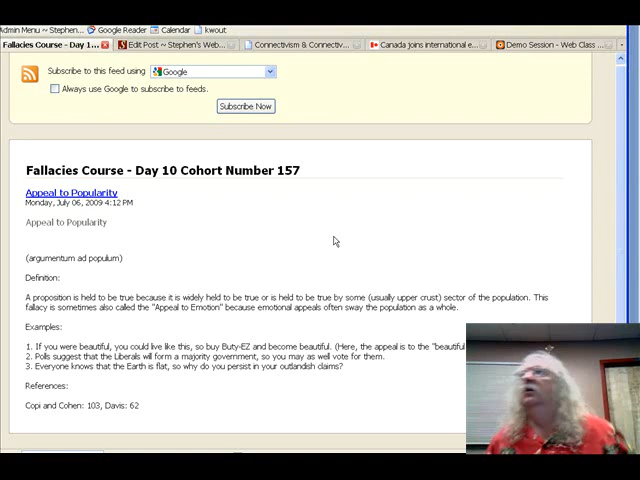 Admin Menu ~ Stephen... Google Reader Calendar kwout
Fallacies Course - Day 1... Edit Post ~ Stephen's Web... Connectivism & Connectiv... Canada joins international e... Demo Session - Web Class ...
Subscribe to this feed using Google
Always use Google to subscribe to feeds.
Subscribe Now
Fallacies Course - Day 10 Cohort Number 157
Appeal to Popularity
Monday, July 06, 2009 4:12 PM
Appeal to Popularity
(argumentum ad populum)
Definition:
A proposition is held to be true because it is widely held to be true or is held to be true by some (usually upper crust) sector of the population. This
fallacy is sometimes also called the "Appeal to Emotion" because emotional appeals often sway the population as a whole.
Examples:
1. If you were beautiful, you could live like this, so buy Buty-EZ and become beautiful. (Here, the appeal is to the "beautiful
2. Polls suggest that the Liberals will form a majority government, so you may as well vote for them.
3. Everyone knows that the Earth is flat, so why do you persist in your outlandish claims?
References:
Copi and Cohen: 103, Davis: 62